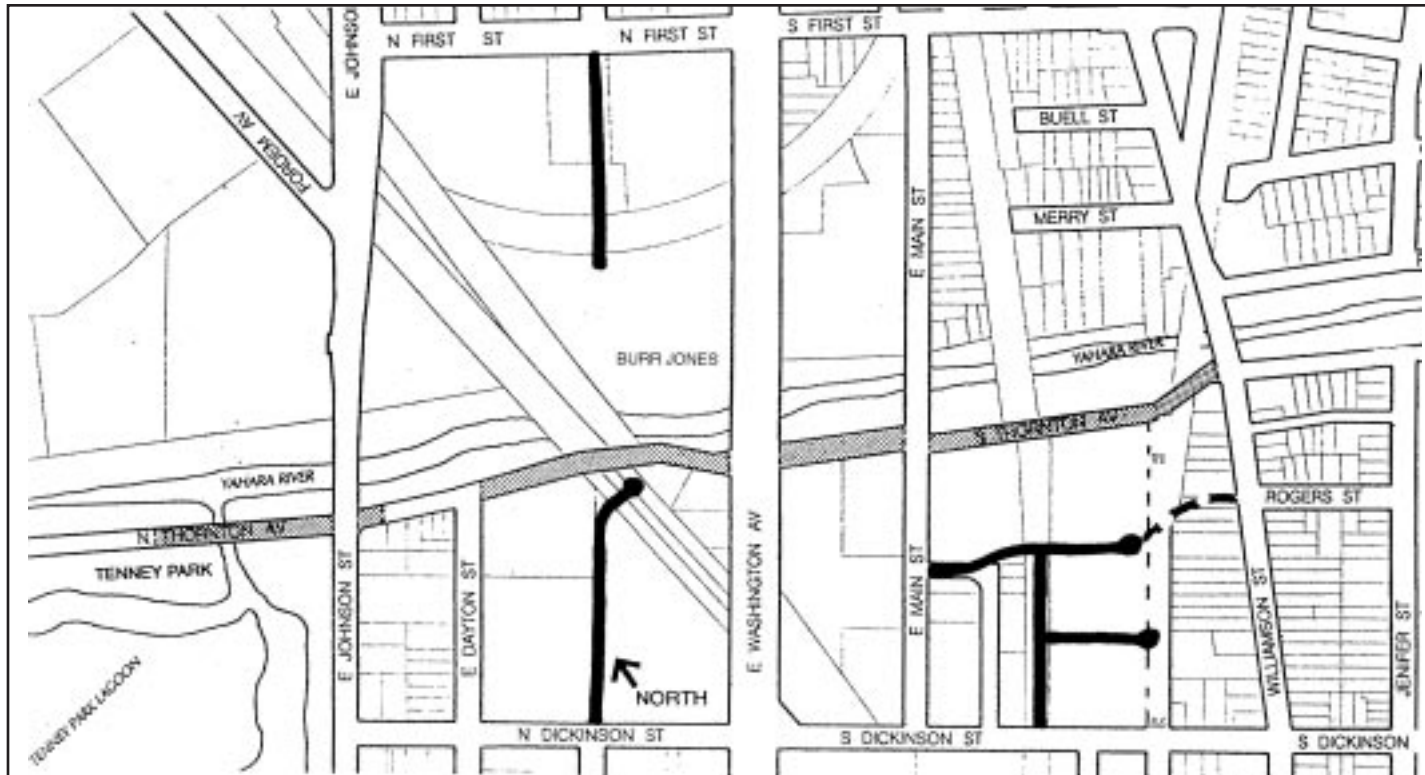 E JOHNSON
N FIRST ST
N FIRST ST
S FIRST ST
FORDEM AV
BUELL ST
MERRY ST
E MAIN ST
BURR JONES
YAHARA RIVER
S THORNTON AV
YAHARA RIVER
N THORNTON AV
TENNEY PARK
E JOHNSON ST
E DAYTON ST
E WASHINGTON AV
E MAIN ST
ROGERS ST
WILLIAMSON ST
JENIFER ST
TENNEY PARK LAGOON
NORTH
N DICKINSON ST
S DICKINSON ST
S DICKINSON